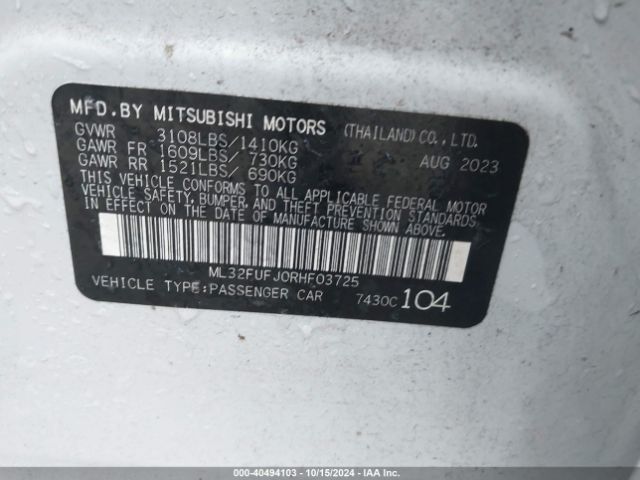 MFD.BY MITSUBISHI MOTORS (THAILAND) CO., LTD.
GVWR 3108LBS/1410KG AUG 2023
GAWR FR 1609LBS/ 730KG
GAWR RR 1521LBS/ 690KG
THIS VEHICLE CONFORMS TO ALL APPLICABLE FEDERAL MOTOR
VEHICLE SAFETY, BUMPER, AND THEFT PREVENTION STANDARDS
IN EFFECT ON THE DATE OF MANUFACTURE SHOWN ABOVE.
ML32FUFJ0RHF03725
VEHICLE TYPE:PASSENGER CAR 7430C 104
000-40494103 | 10/15/2024 | IAA Inc.